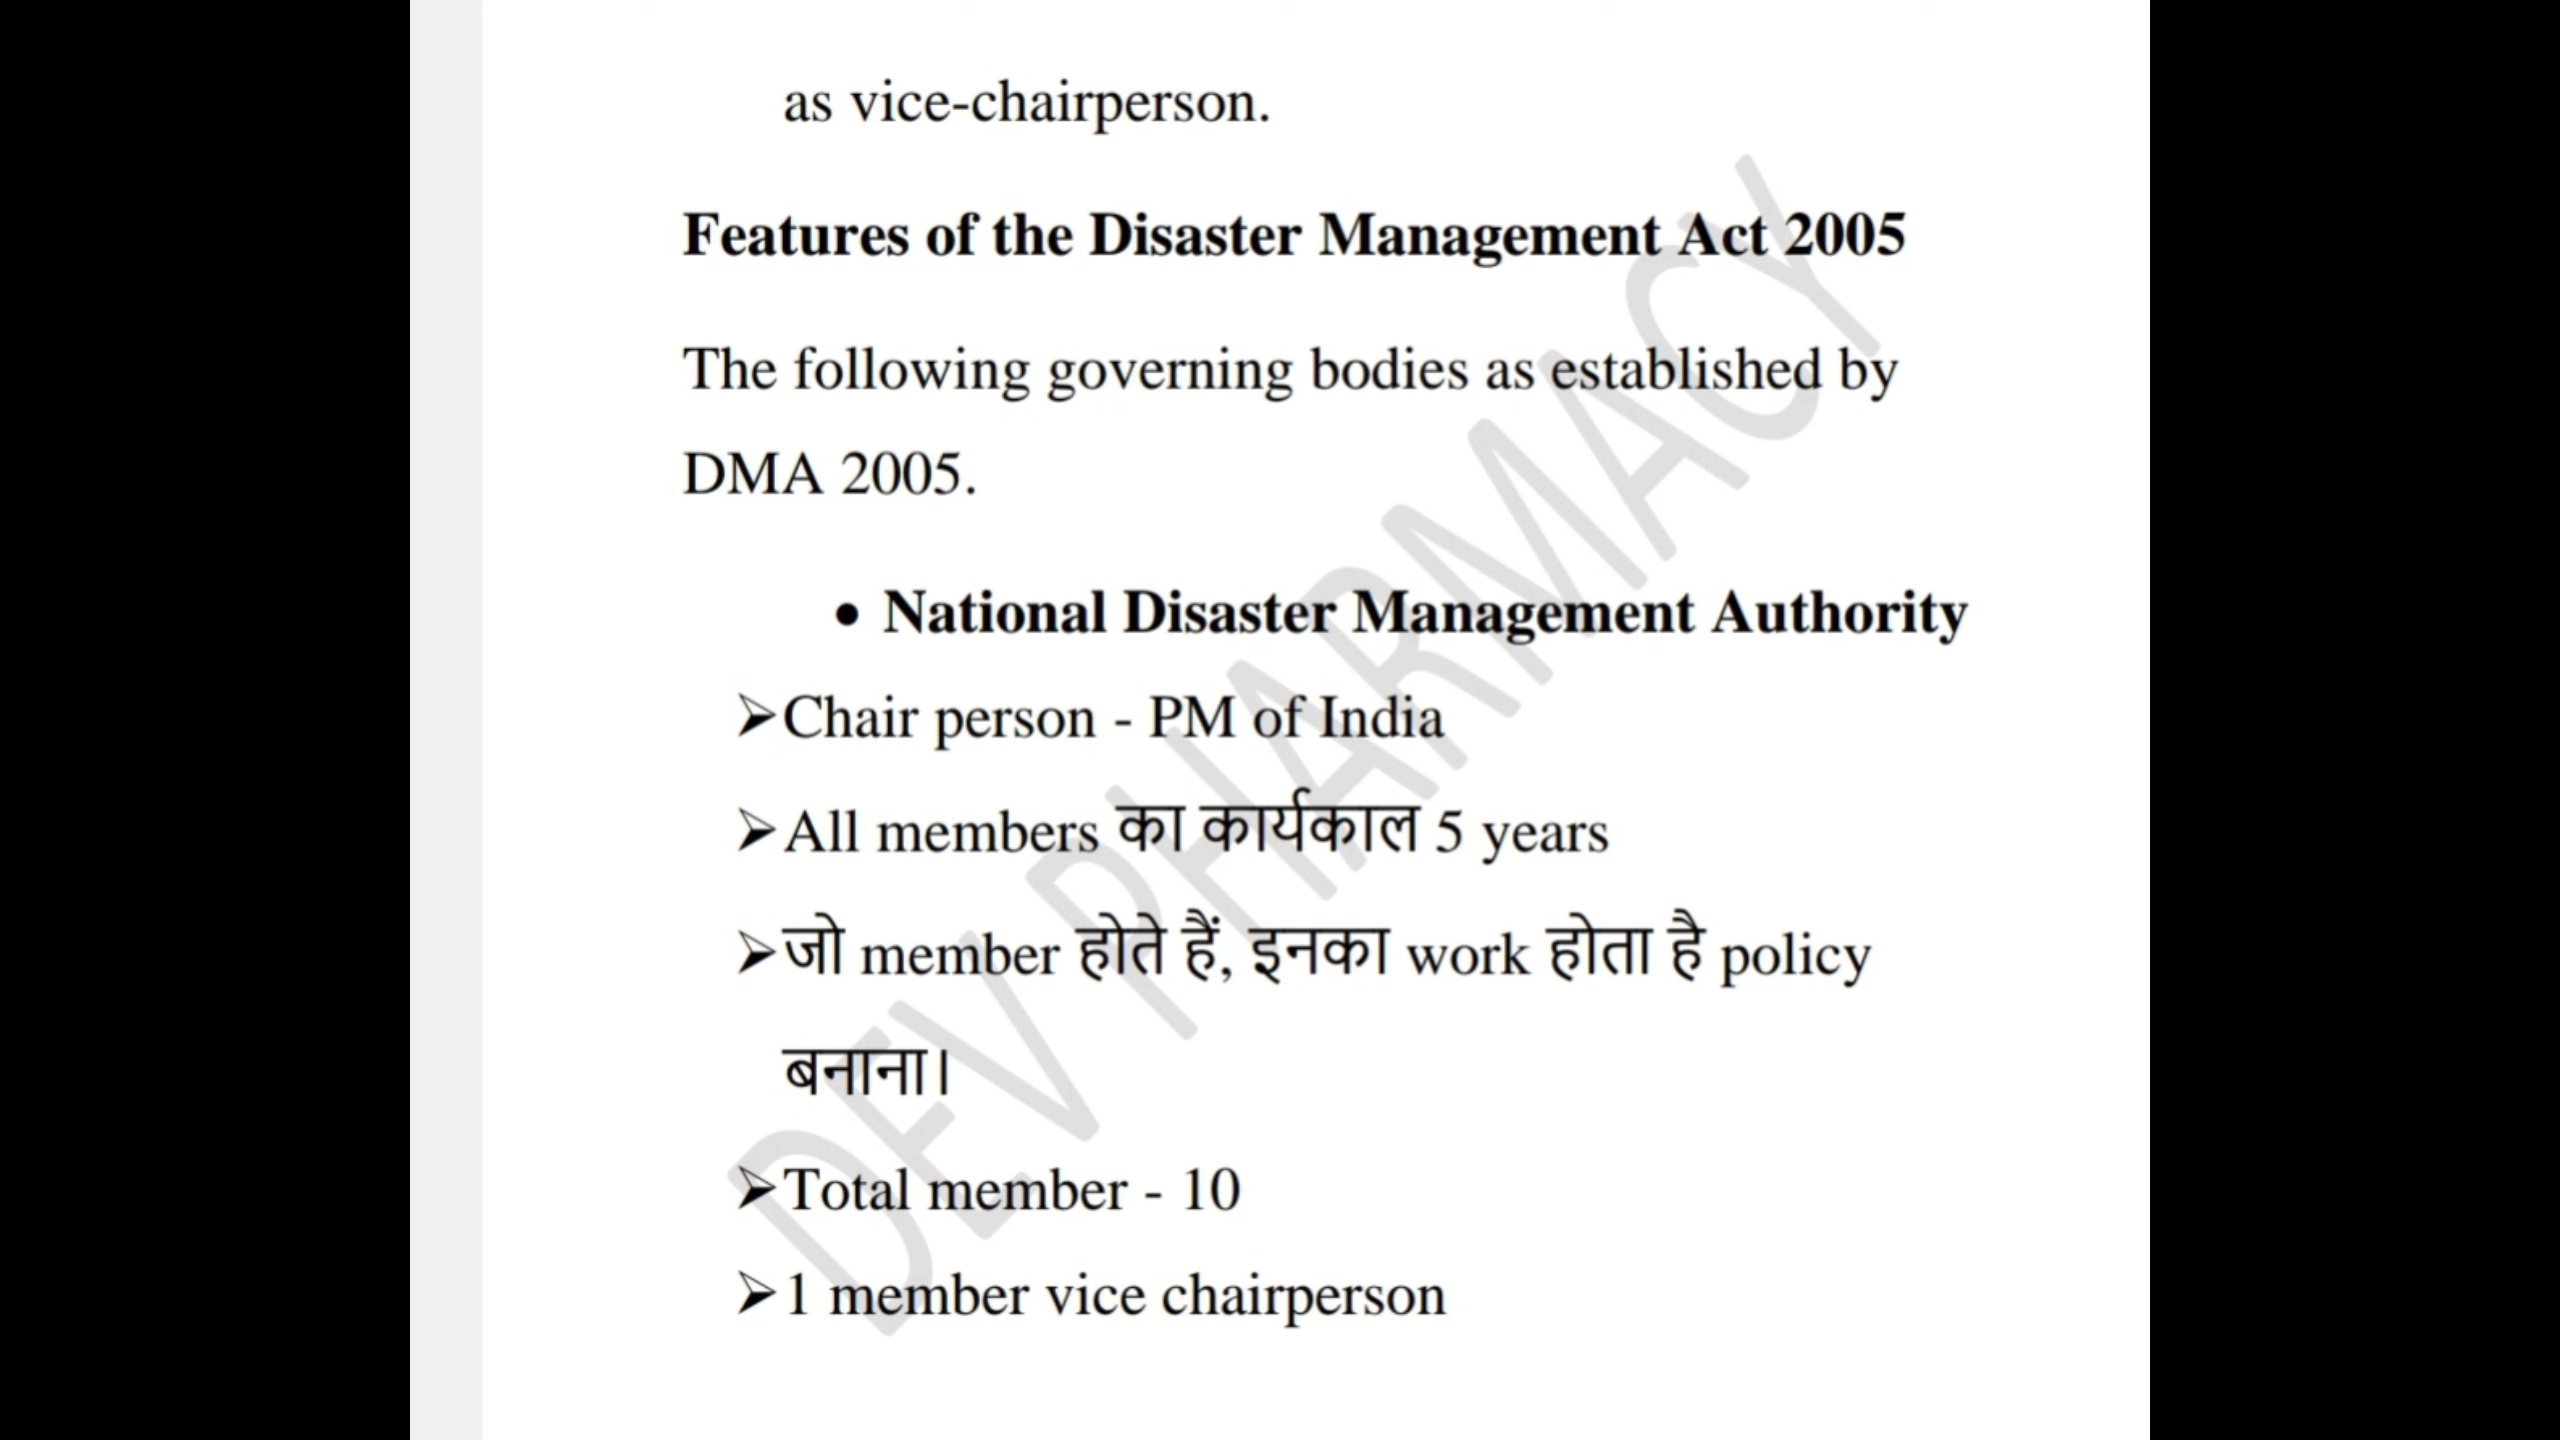 as vice-chairperson.
Features of the Disaster Management Act 2005
The following governing bodies as established by
DMA 2005.
• National Disaster Management Authority
➢Chair person - PM of India
➢All members का कार्यकाल 5 years
➢जो member होते हैं, इनका work होता है policy
बनाना।
➢Total member - 10
➢1 member vice chairperson
DEV PHARMACY